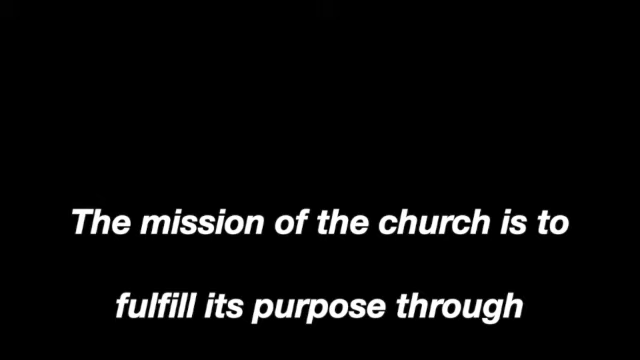 The mission of the church is to
fulfill its purpose through